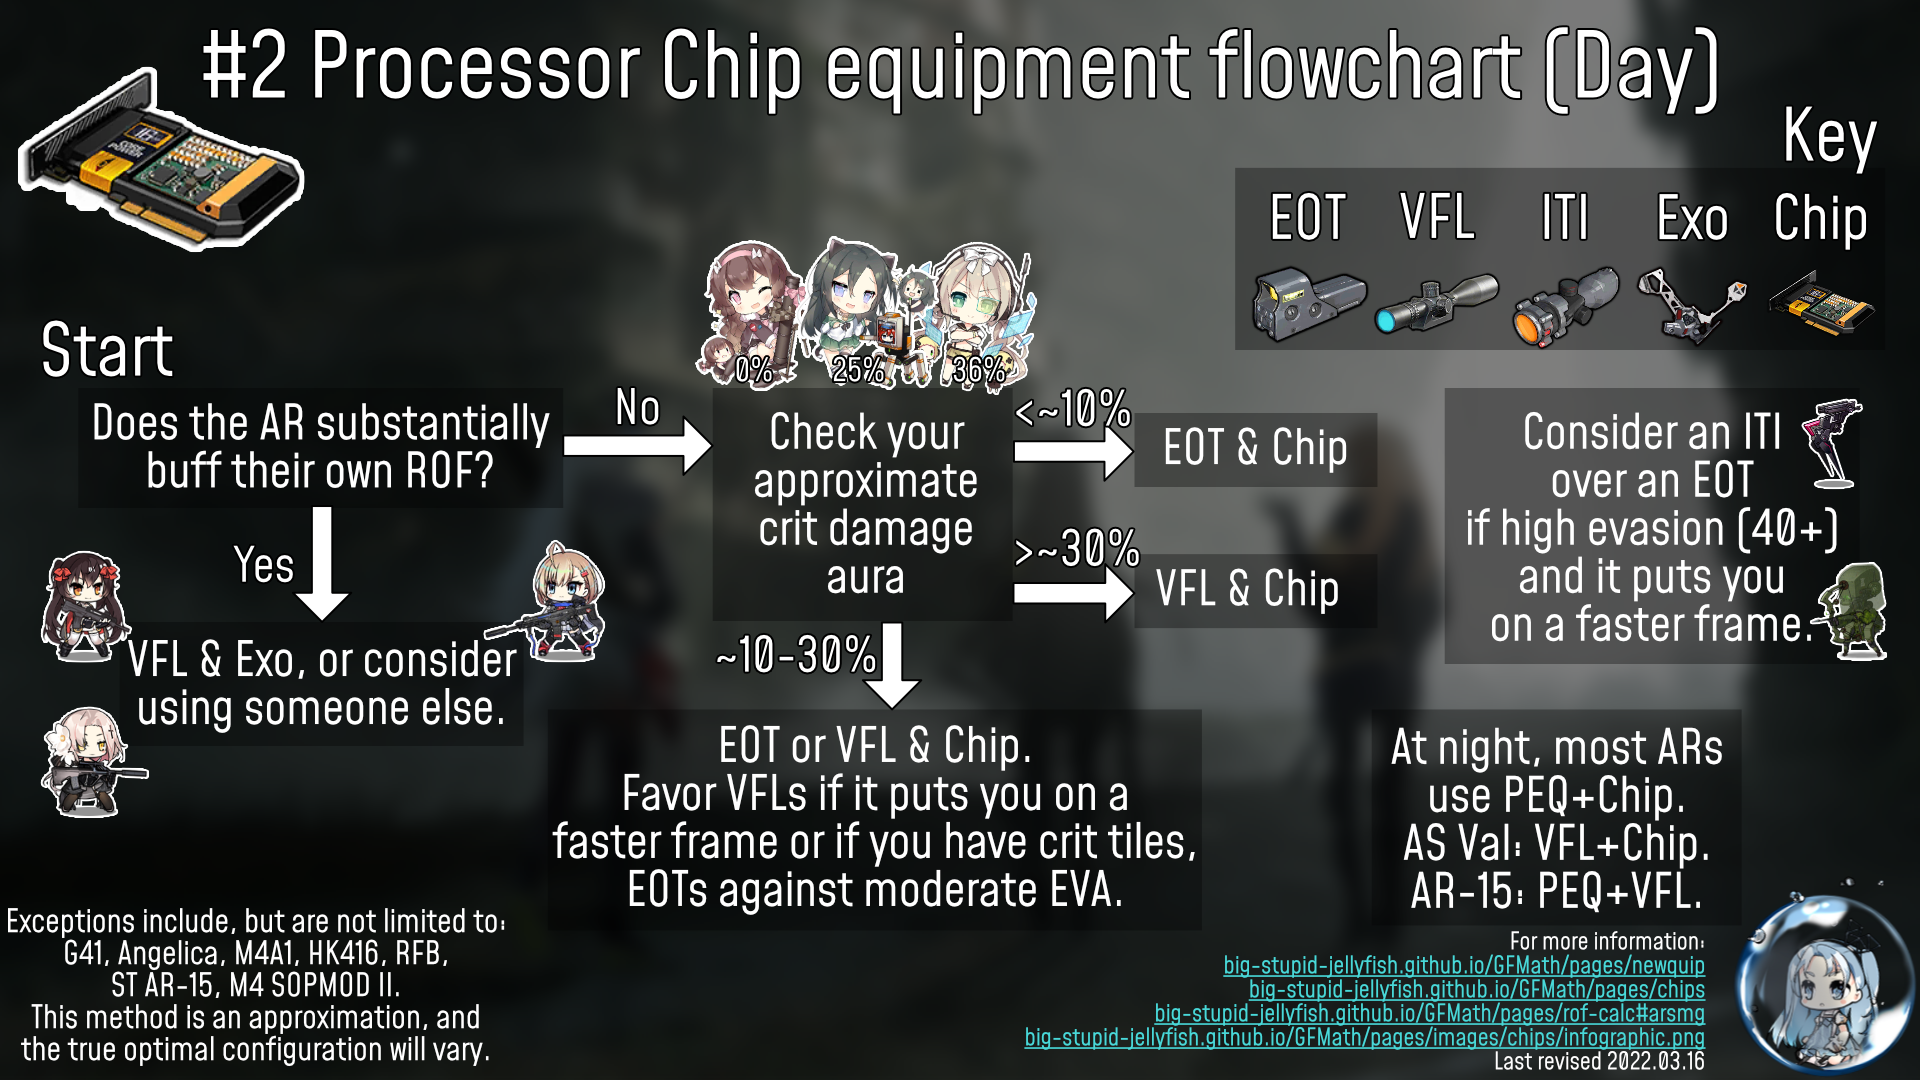 #2 Processor Chip equipment flowchart (Day)
16
CORE
POWER
Key
EOT VFL ITI Exo Chip
0% 25% 36%
Start
Does the AR substantially
buff their own ROF?
No
Yes
VFL & Exo, or consider
using someone else.
Check your
approximate
crit damage
aura
<~10%
EOT & Chip
>~30%
VFL & Chip
~10-30%
EOT or VFL & Chip.
Favor VFLs if it puts you on a
faster frame or if you have crit tiles,
EOTs against moderate EVA.
Consider an ITI
over an EOT
if high evasion (40+)
and it puts you
on a faster frame.
At night, most ARs
use PEQ+Chip.
AS Val: VFL+Chip.
AR-15: PEQ+VFL.
Exceptions include, but are not limited to:
G41, Angelica, M4A1, HK416, RFB,
ST AR-15, M4 SOPMOD II.
This method is an approximation, and
the true optimal configuration will vary.
For more information:
big-stupid-jellyfish.github.io/GFMath/pages/newquip
big-stupid-jellyfish.github.io/GFMath/pages/chips
big-stupid-jellyfish.github.io/GFMath/pages/rof-calc#arsmg
big-stupid-jellyfish.github.io/GFMath/pages/images/chips/infographic.png
Last revised 2022.03.16